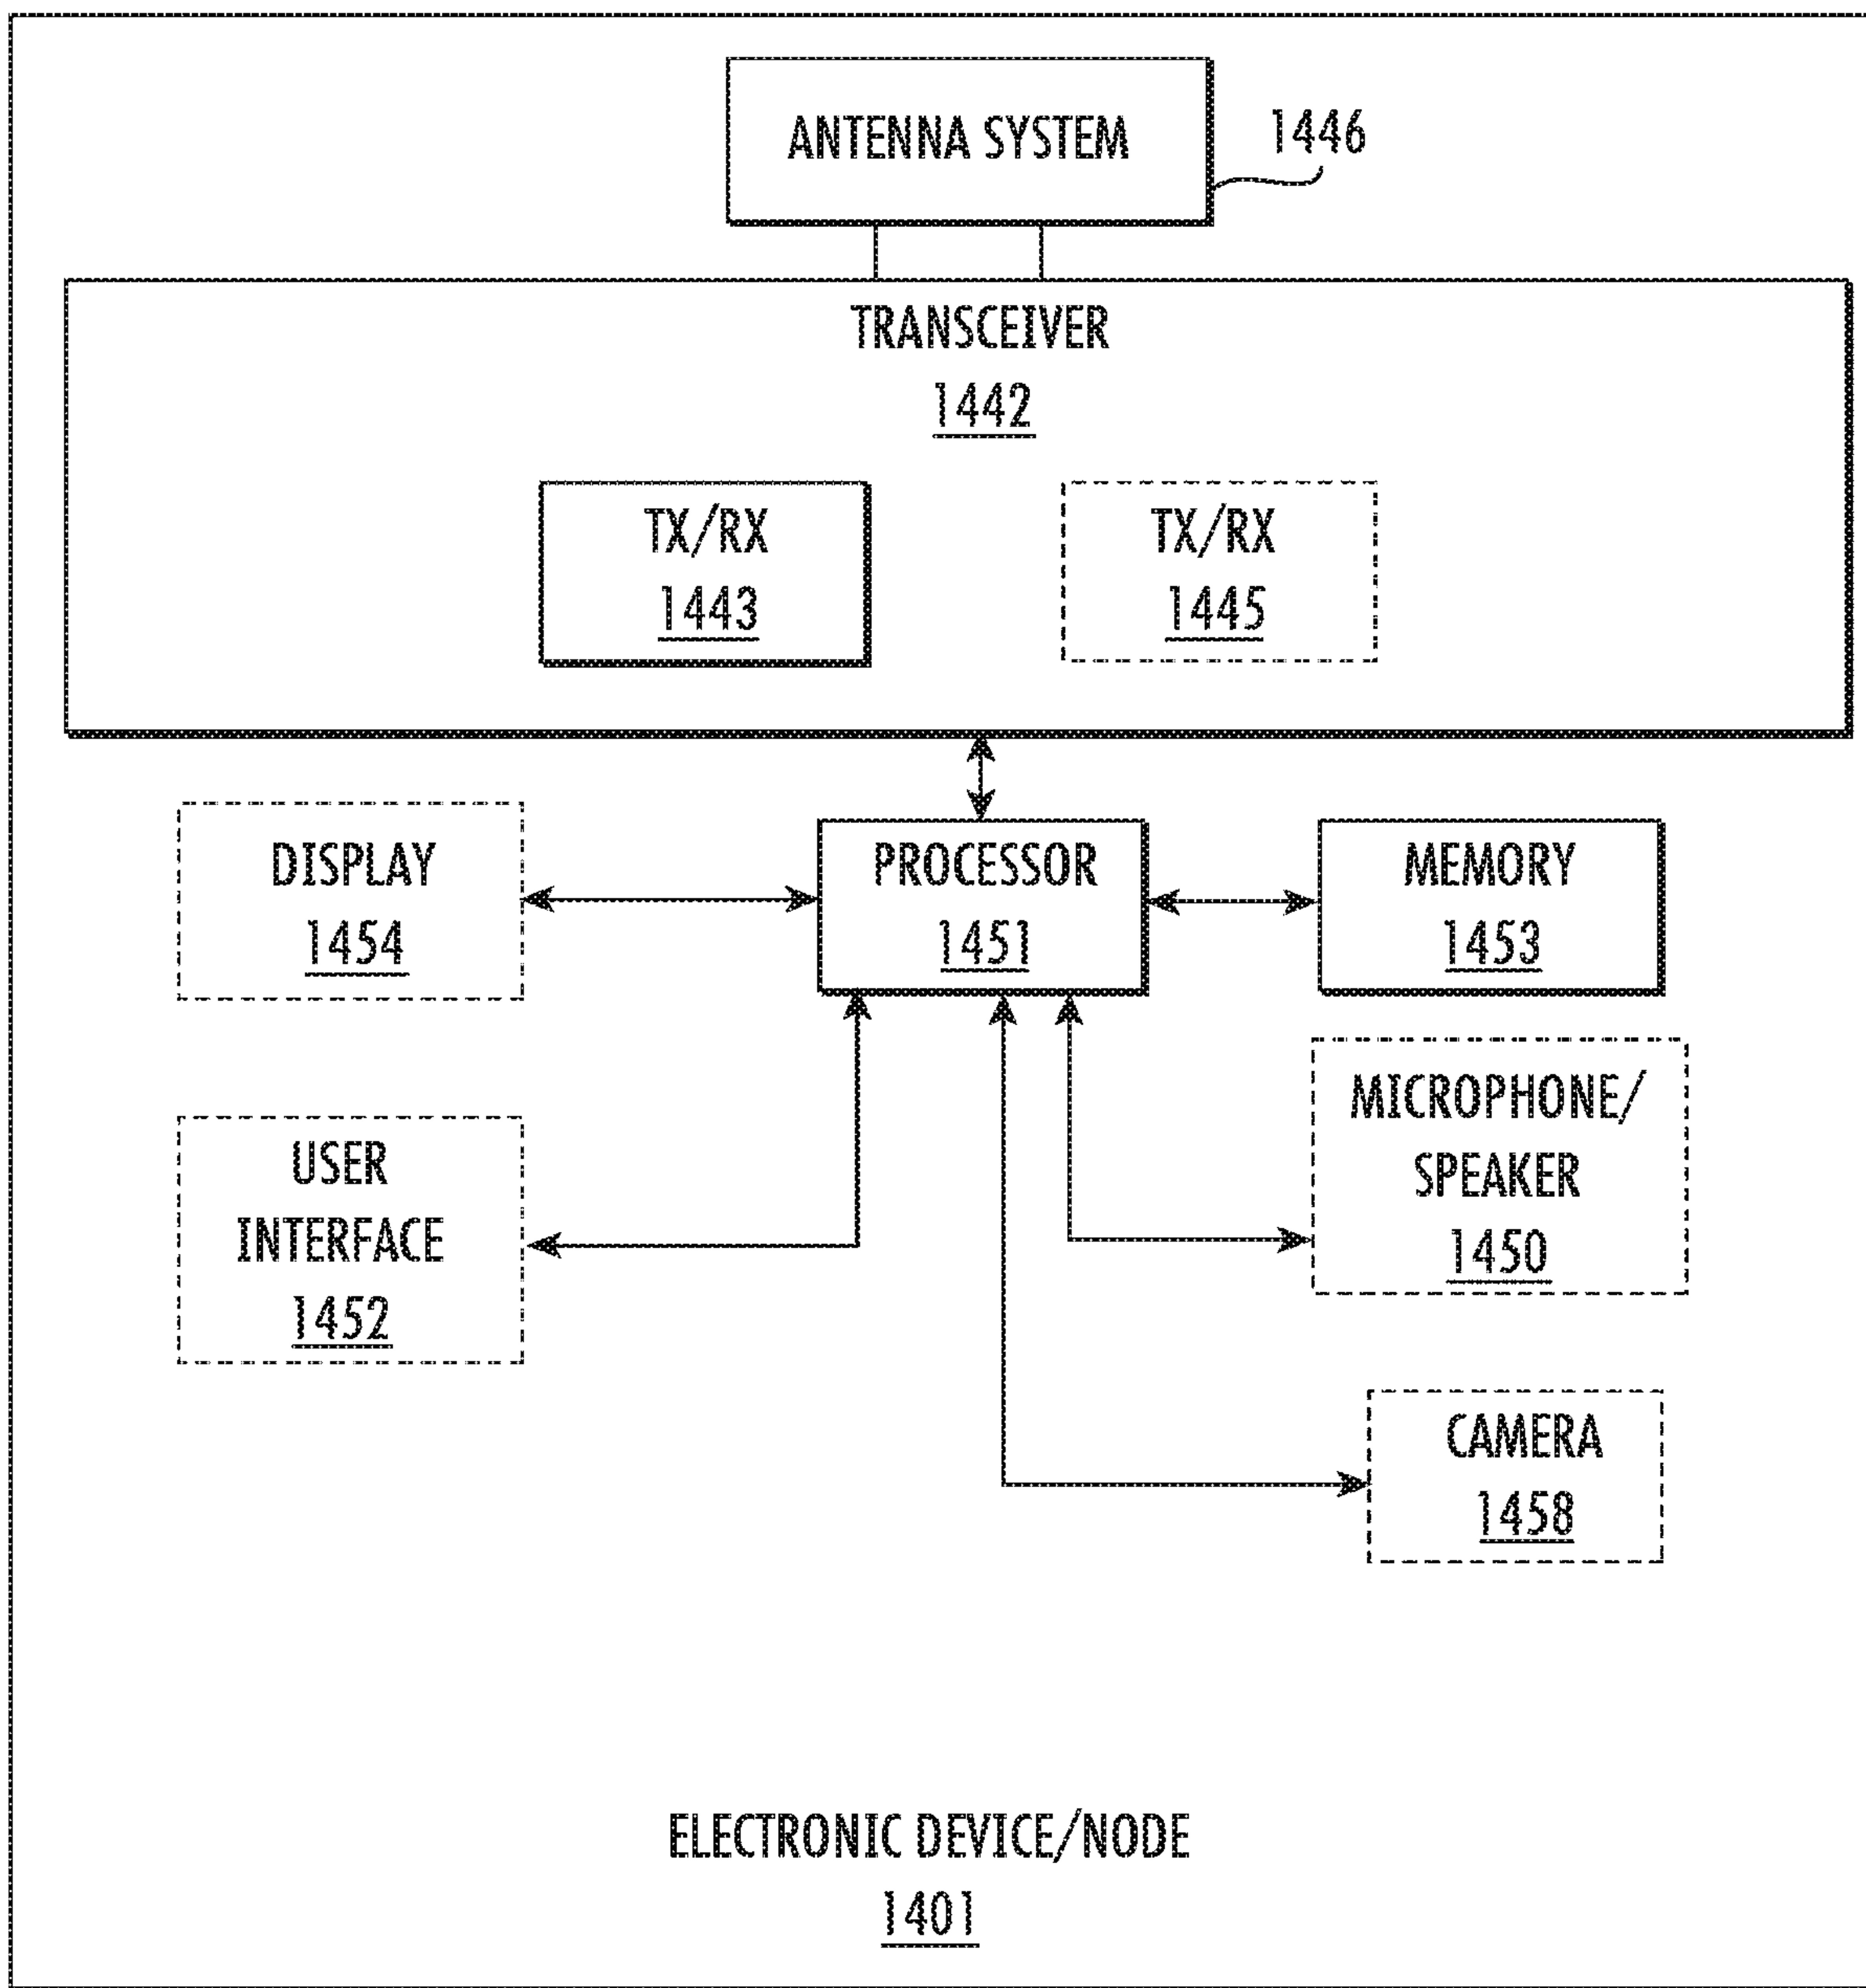 ANTENNA SYSTEM
1446
TRANSCEIVER
1442
TX/RX
1443
TX/RX
1445
DISPLAY
1454
PROCESSOR
1451
MEMORY
1453
USER
INTERFACE
1452
MICROPHONE/
SPEAKER
1450
CAMERA
1458
ELECTRONIC DEVICE/NODE
1401